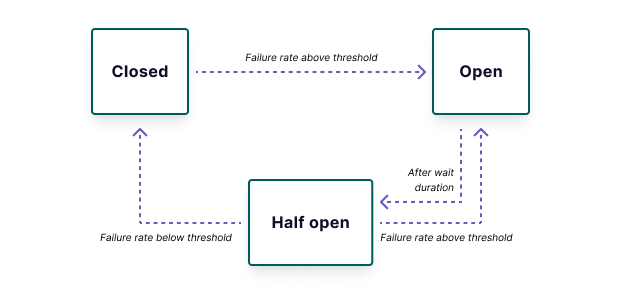 Failure rate above threshold
Closed
Open
After wait
duration
Half open
Failure rate below threshold
Failure rate above threshold